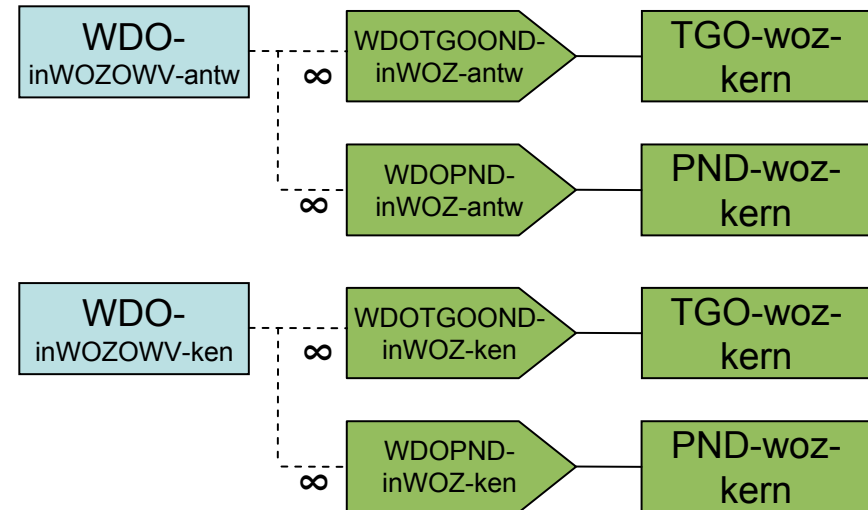 WDO-
inWOZOWV-antw
∞
WDOTGOOND-
inWOZ-antw
TGO-woz-
kern
∞
WDOPND-
inWOZ-antw
PND-woz-
kern
WDO-
inWOZOWV-ken
∞
WDOTGOOND-
inWOZ-ken
TGO-woz-
kern
∞
WDOPND-
inWOZ-ken
PND-woz-
kern